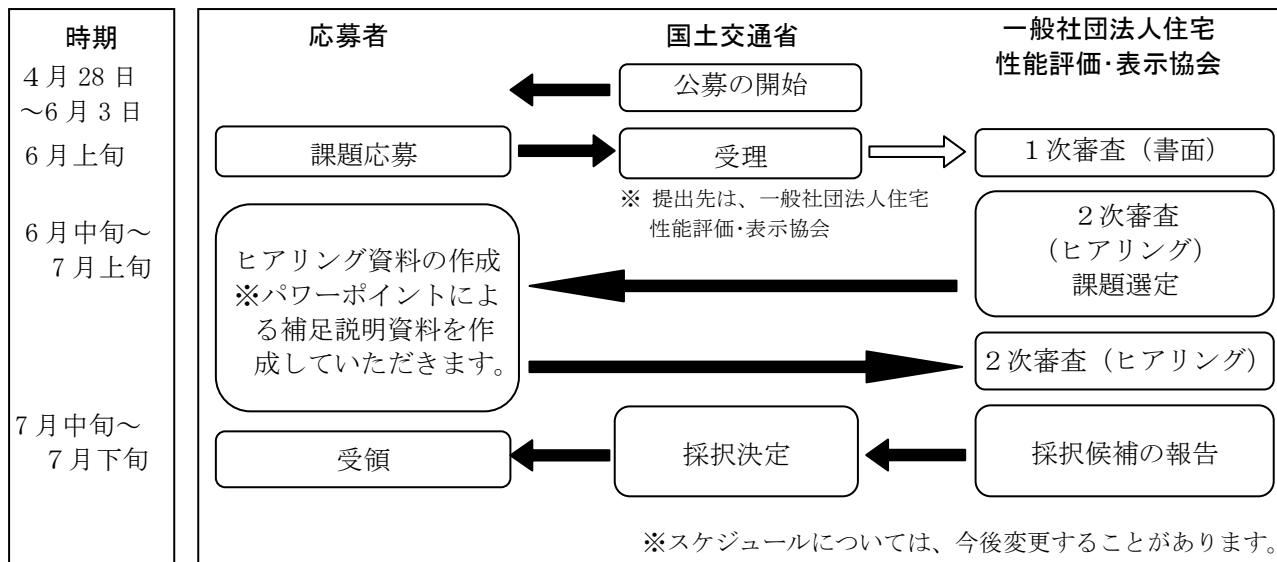 時期
4月28日
～6月3日
6月上旬
6月中旬～
7月上旬
7月中旬～
7月下旬
応募者
国土交通省
一般社団法人住宅
性能評価･表示協会
公募の開始
課題応募
受理
1次審査（書面）
※ 提出先は、一般社団法人住宅
性能評価･表示協会
ヒアリング資料の作成
※パワーポイントによ
る補足説明資料を作
成していただきます。
２次審査
（ヒアリング）
課題選定
２次審査（ヒアリング）
受領
採択決定
採択候補の報告
※スケジュールについては、今後変更することがあります。